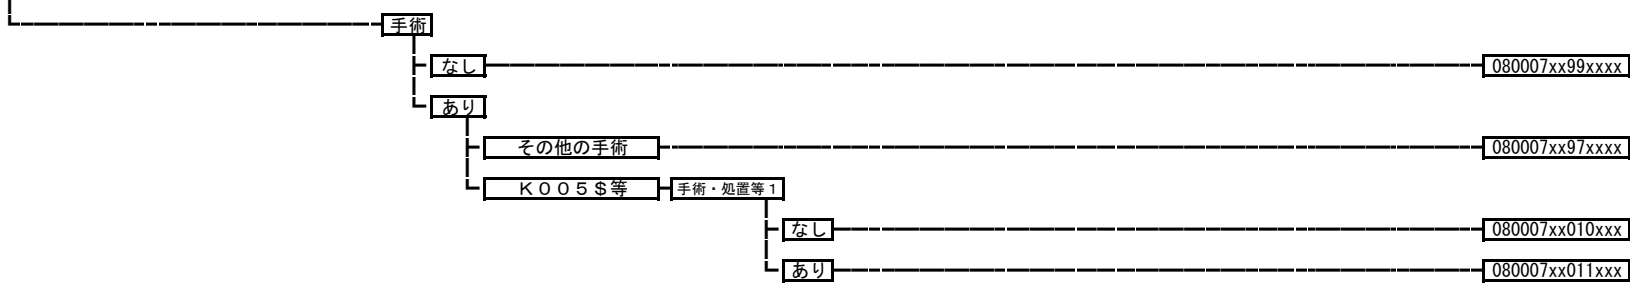 手術
なし 080007xx99xxxx
あり
その他の手術 080007xx97xxxx
Ｋ００５＄等 手術・処置等１
なし 080007xx010xxx
あり 080007xx011xxx